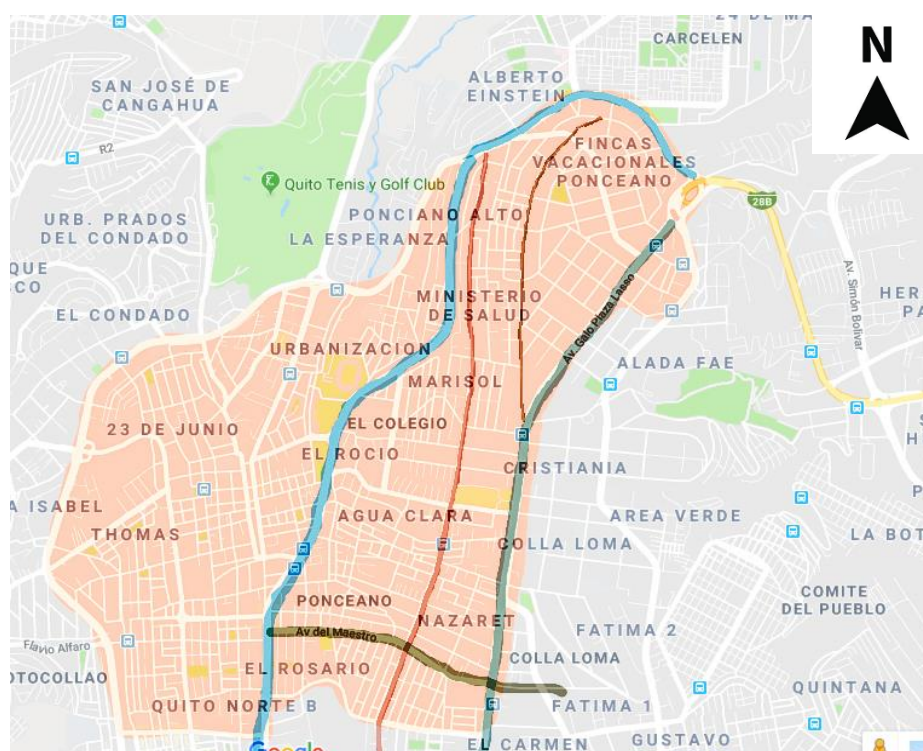 24 DE MA
CARCELEN
N
SAN JOSÉ DE
CANGAHUA
ALBERTO
EINSTEIN
R2
FINCAS
VACACIONALES
PONCEANO
Quito Tenis y Golf Club
28B
URB. PRADOS
DEL CONDADO
PONCIANO ALTO
LA ESPERANZA
QUE
CO
Av. Simón Bolívar
EL CONDADO
MINISTERIO
DE SALUD
HER
PA
Av. Galo Plaza Lasso
URBANIZACION
ALADA FAE
MARISOL
23 DE JUNIO
EL COLEGIO
EL ROCIO
CRISTIANIA
A ISABEL
AGUA CLARA
AREA VERDE
THOMAS
COLLA LOMA
LA BOT
PONCEANO
COMITE
DEL PUEBLO
NAZARET
Av del Maestro
FATIMA 2
Flavio Alfaro
COLLA LOMA
OTOCOLLAO
EL ROSARIO
QUINTANA
QUITO NORTE B
FATIMA 1
Google
EL CARMEN
GUSTAVO